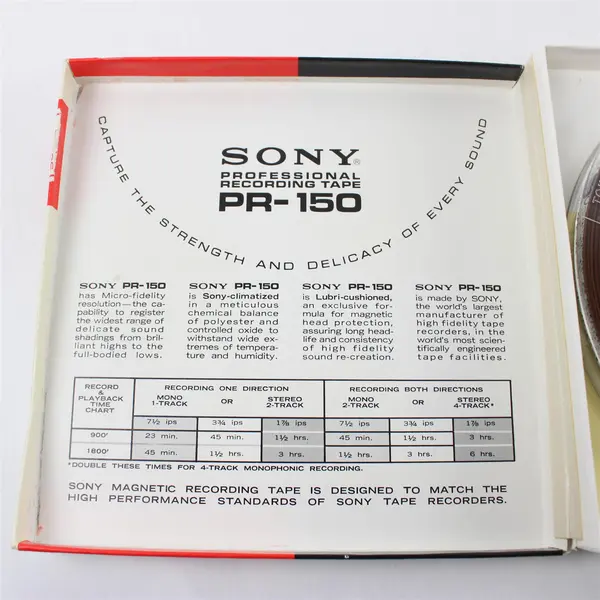 CAPTURE THE STRENGTH AND DELICACY OF EVERY SOUND
SONY®
PROFESSIONAL
RECORDING TAPE
PR-150
SONY PR-150
has Micro-fidelity
resolution—the ca-
pability to register
the widest range of
delicate sound
shadings from bril-
liant highs to the
full-bodied lows.
SONY PR-150
is Sony-climatized
in a meticulous
chemical balance
of polyester and
controlled oxide to
withstand wide ex-
tremes of tempera-
ture and humidity.
SONY PR-150
is Lubri-cushioned,
an exclusive for-
mula for magnetic
head protection,
assuring long head-
life and consistency
of high fidelity
sound re-creation.
SONY PR-150
is made by SONY,
the world's largest
manufacturer of
high fidelity tape
recorders, in the
world's most scien-
tifically engineered
tape facilities.
RECORD
&
PLAYBACK
TIME
CHART
RECORDING ONE DIRECTION
MONO OR STEREO
1-TRACK 2-TRACK
RECORDING BOTH DIRECTIONS
MONO OR STEREO
2-TRACK 4-TRACK*
7½ ips 3¾ ips 1⅞ ips 7½ ips 3¾ ips 1⅞ ips
900' 23 min. 45 min. 1½ hrs. 45 min. 1½ hrs. 3 hrs.
1800' 45 min. 1½ hrs. 3 hrs. 1½ hrs. 3 hrs. 6 hrs.
*DOUBLE THESE TIMES FOR 4-TRACK MONOPHONIC RECORDING.
SONY MAGNETIC RECORDING TAPE IS DESIGNED TO MATCH THE
HIGH PERFORMANCE STANDARDS OF SONY TAPE RECORDERS.